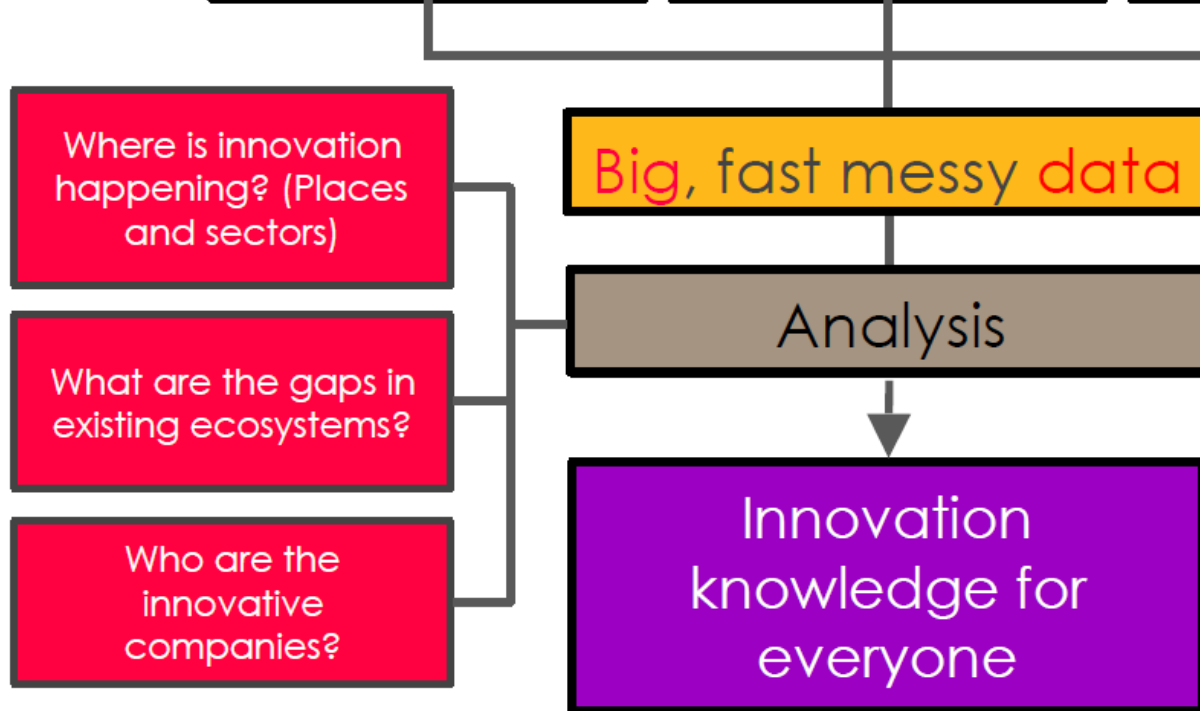 Where is innovation
happening? (Places
and sectors)
What are the gaps in
existing ecosystems?
Who are the
innovative
companies?
Big, fast messy data
Analysis
Innovation
knowledge for
everyone